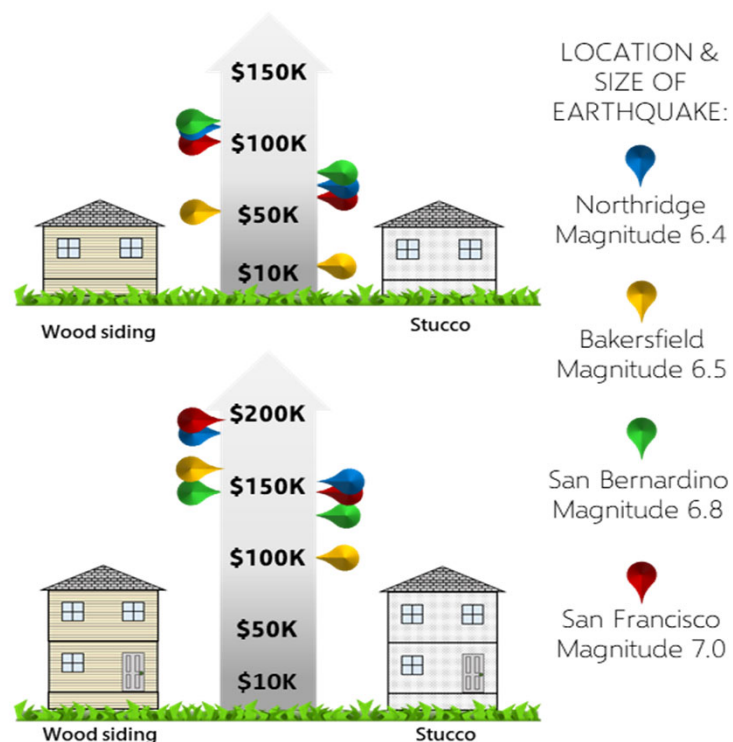 LOCATION &
SIZE OF
EARTHQUAKE:
$150K
$100K
$50K
$10K
Wood siding
Stucco
Northridge
Magnitude 6.4
Bakersfield
Magnitude 6.5
San Bernardino
Magnitude 6.8
San Francisco
Magnitude 7.0
$200K
$150K
$100K
$50K
$10K
Wood siding
Stucco